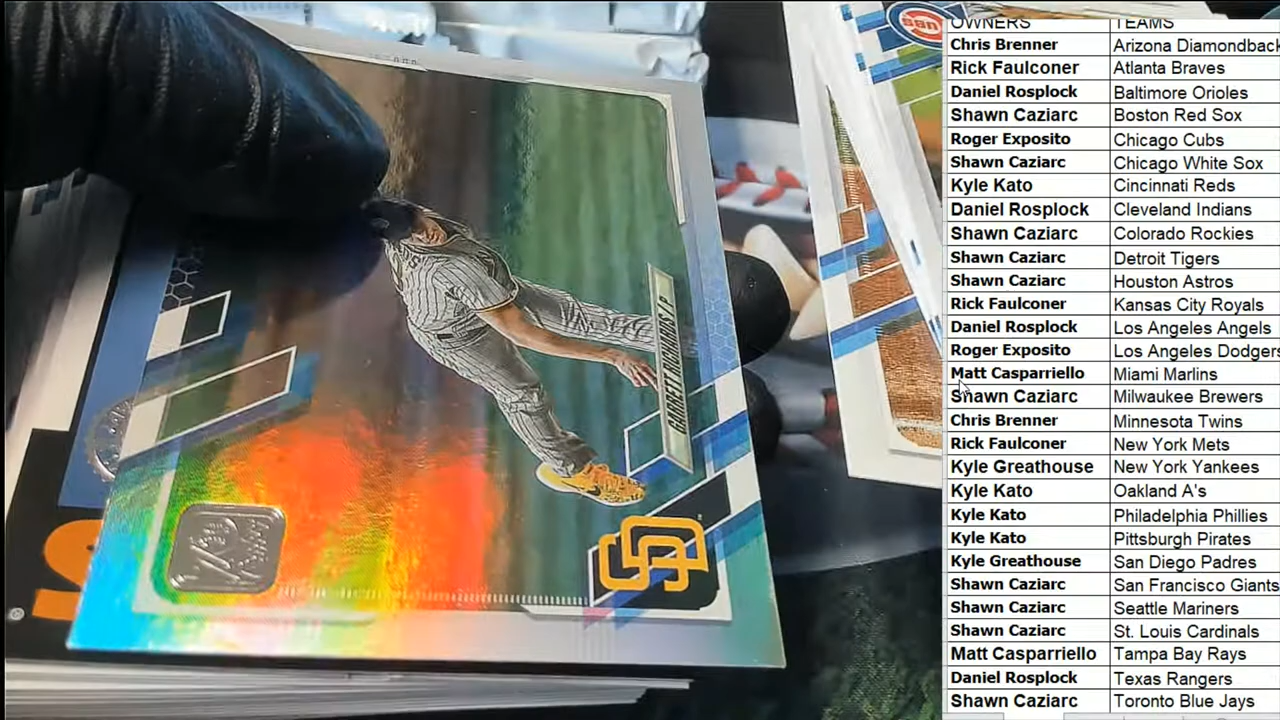 OWNERS TEAMS
Chris Brenner Arizona Diamondback
Rick Faulconer Atlanta Braves
Daniel Rosplock Baltimore Orioles
Shawn Caziarc Boston Red Sox
Roger Exposito Chicago Cubs
Shawn Caziarc Chicago White Sox
Kyle Kato Cincinnati Reds
Daniel Rosplock Cleveland Indians
Shawn Caziarc Colorado Rockies
Shawn Caziarc Detroit Tigers
Shawn Caziarc Houston Astros
Rick Faulconer Kansas City Royals
Daniel Rosplock Los Angeles Angels
Roger Exposito Los Angeles Dodgers
Matt Casparriello Miami Marlins
Shawn Caziarc Milwaukee Brewers
Chris Brenner Minnesota Twins
Rick Faulconer New York Mets
Kyle Greathouse New York Yankees
Kyle Kato Oakland A's
Kyle Kato Philadelphia Phillies
Kyle Kato Pittsburgh Pirates
Kyle Greathouse San Diego Padres
Shawn Caziarc San Francisco Giants
Shawn Caziarc Seattle Mariners
Shawn Caziarc St. Louis Cardinals
Matt Casparriello Tampa Bay Rays
Daniel Rosplock Texas Rangers
Shawn Caziarc Toronto Blue Jays
GARRETT RICHARDS P
SD